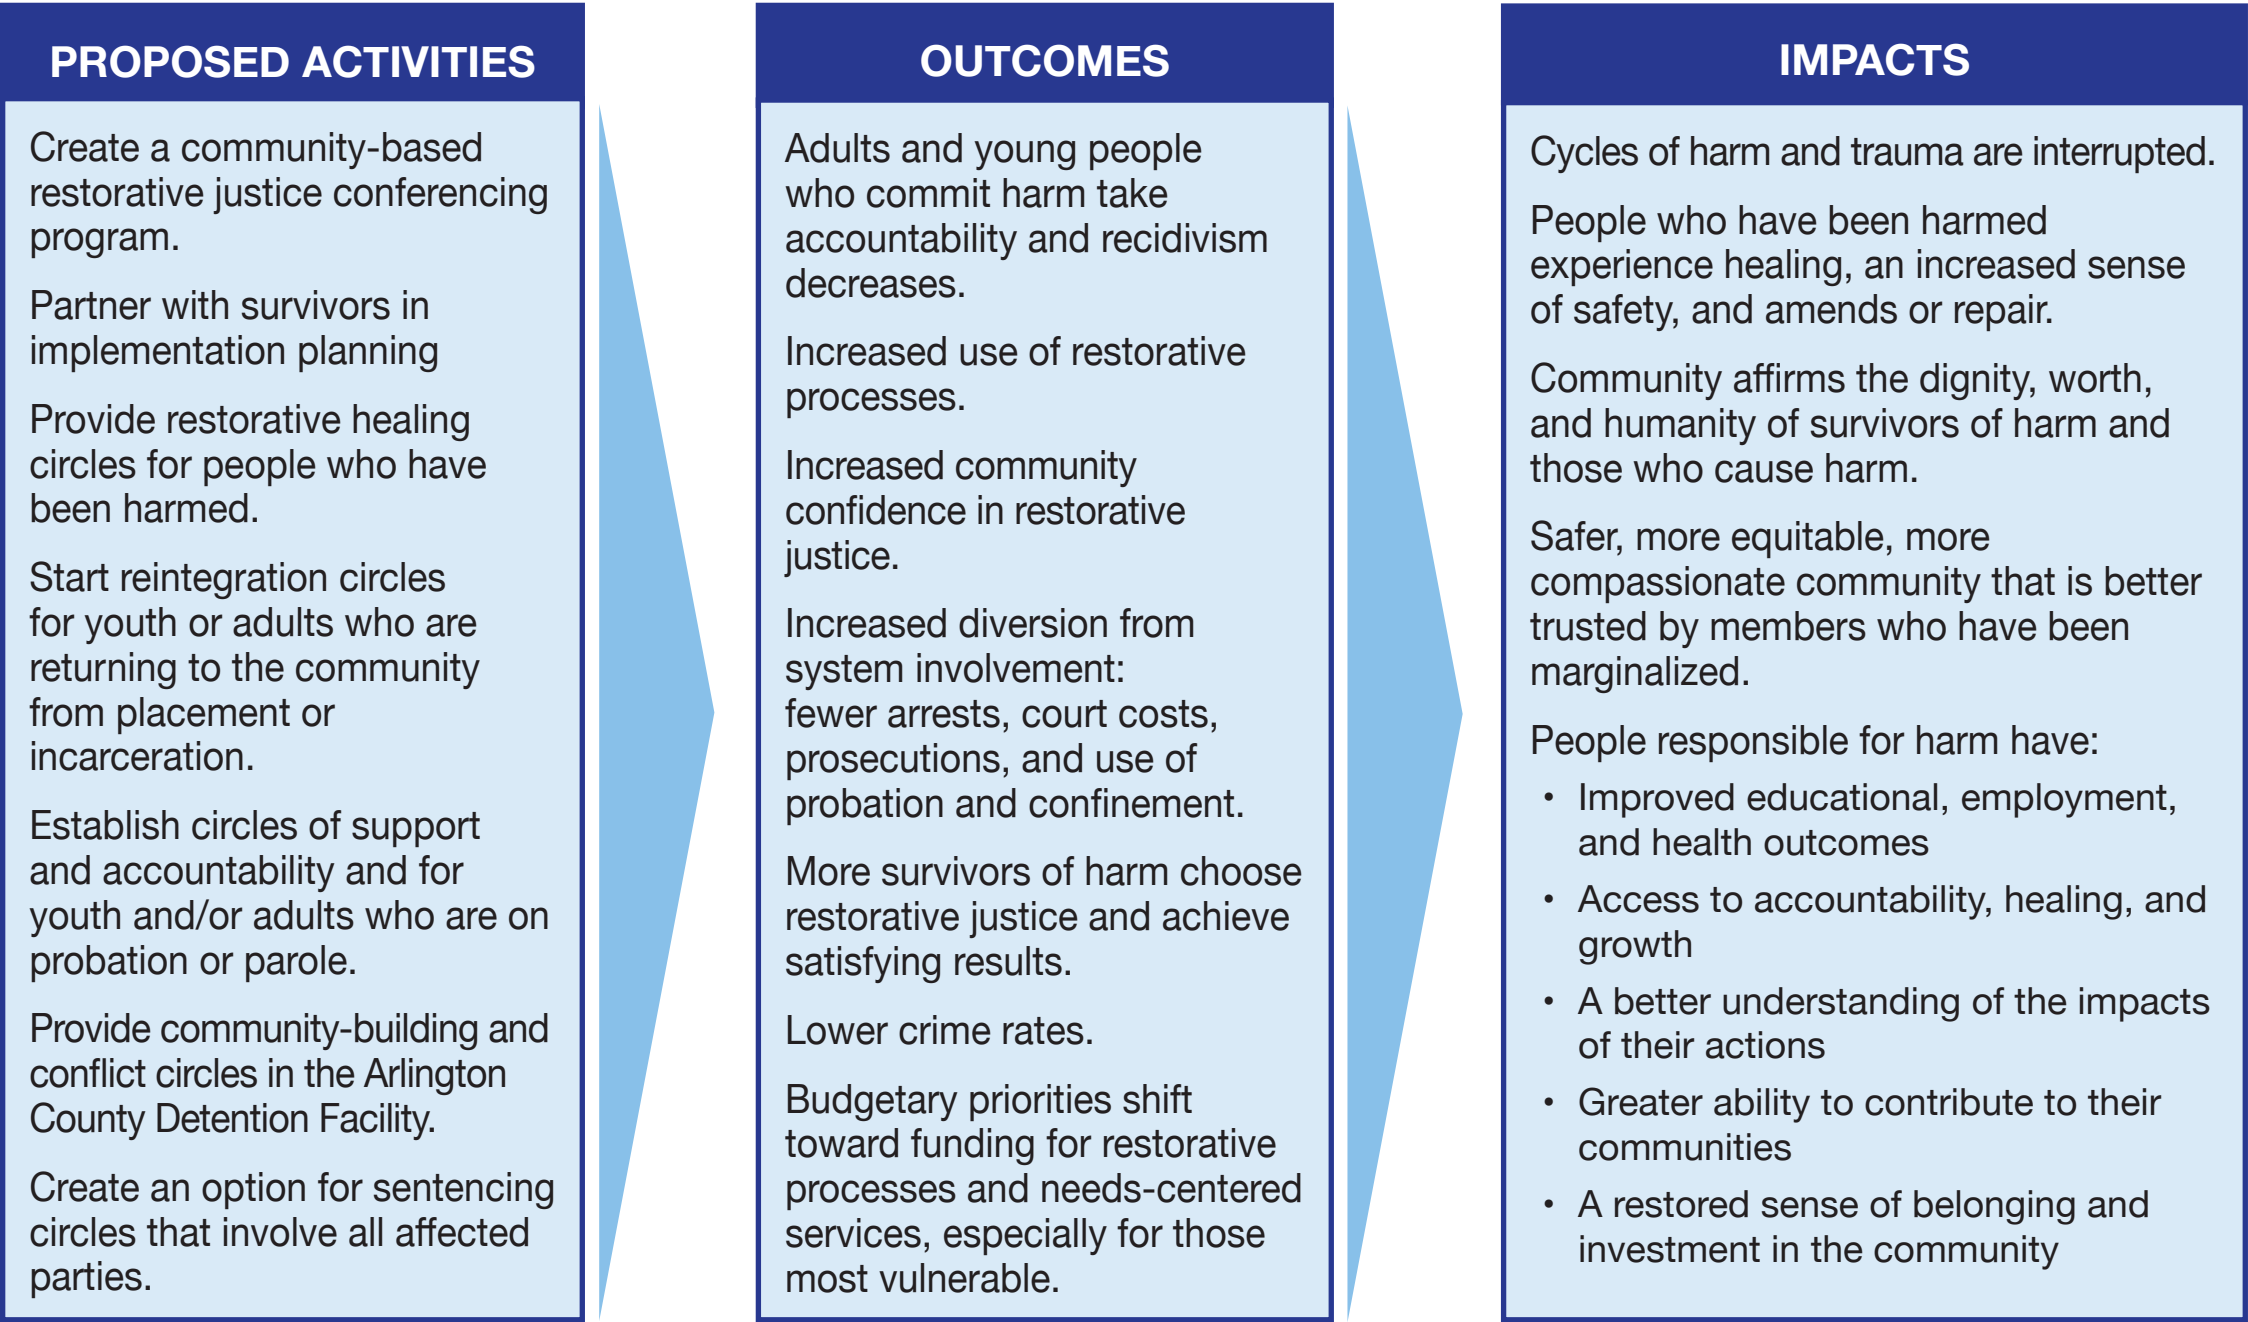 PROPOSED ACTIVITIES
Create a community-based
restorative justice conferencing
program.
Partner with survivors in
implementation planning
Provide restorative healing
circles for people who have
been harmed.
Start reintegration circles
for youth or adults who are
returning to the community
from placement or
incarceration.
Establish circles of support
and accountability and for
youth and/or adults who are on
probation or parole.
Provide community-building and
conflict circles in the Arlington
County Detention Facility.
Create an option for sentencing
circles that involve all affected
parties.
OUTCOMES
Adults and young people
who commit harm take
accountability and recidivism
decreases.
Increased use of restorative
processes.
Increased community
confidence in restorative
justice.
Increased diversion from
system involvement:
fewer arrests, court costs,
prosecutions, and use of
probation and confinement.
More survivors of harm choose
restorative justice and achieve
satisfying results.
Lower crime rates.
Budgetary priorities shift
toward funding for restorative
processes and needs-centered
services, especially for those
most vulnerable.
IMPACTS
Cycles of harm and trauma are interrupted.
People who have been harmed
experience healing, an increased sense
of safety, and amends or repair.
Community affirms the dignity, worth,
and humanity of survivors of harm and
those who cause harm.
Safer, more equitable, more
compassionate community that is better
trusted by members who have been
marginalized.
People responsible for harm have:
• Improved educational, employment,
and health outcomes
• Access to accountability, healing, and
growth
• A better understanding of the impacts
of their actions
• Greater ability to contribute to their
communities
• A restored sense of belonging and
investment in the community